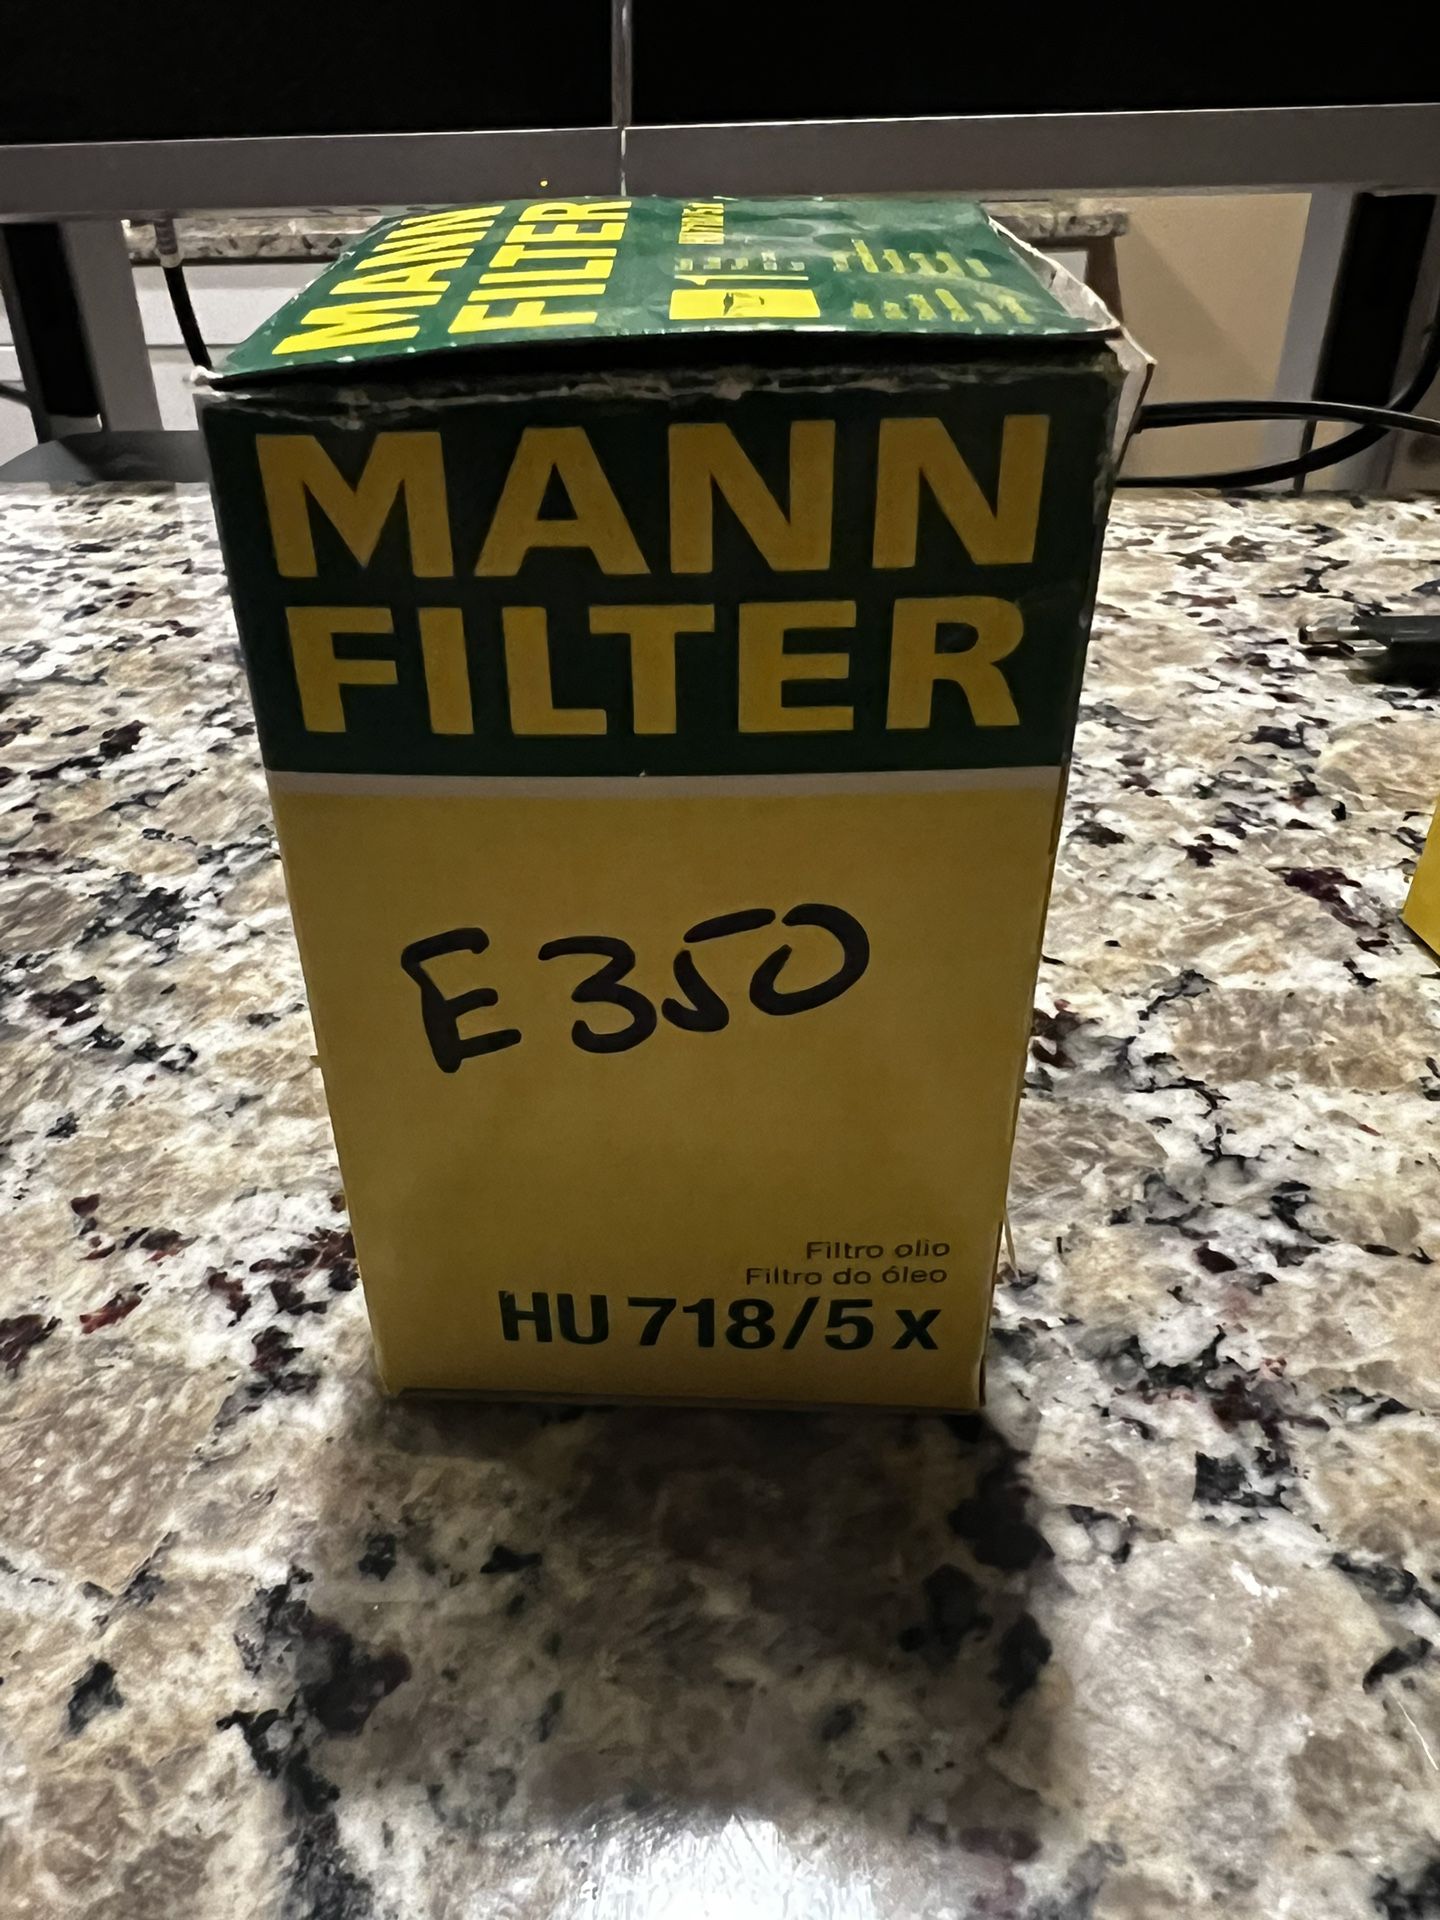 MANN
FILTER
MANN
FILTER
E350
Filtro olio
Filtro do óleo
HU 718/5 x